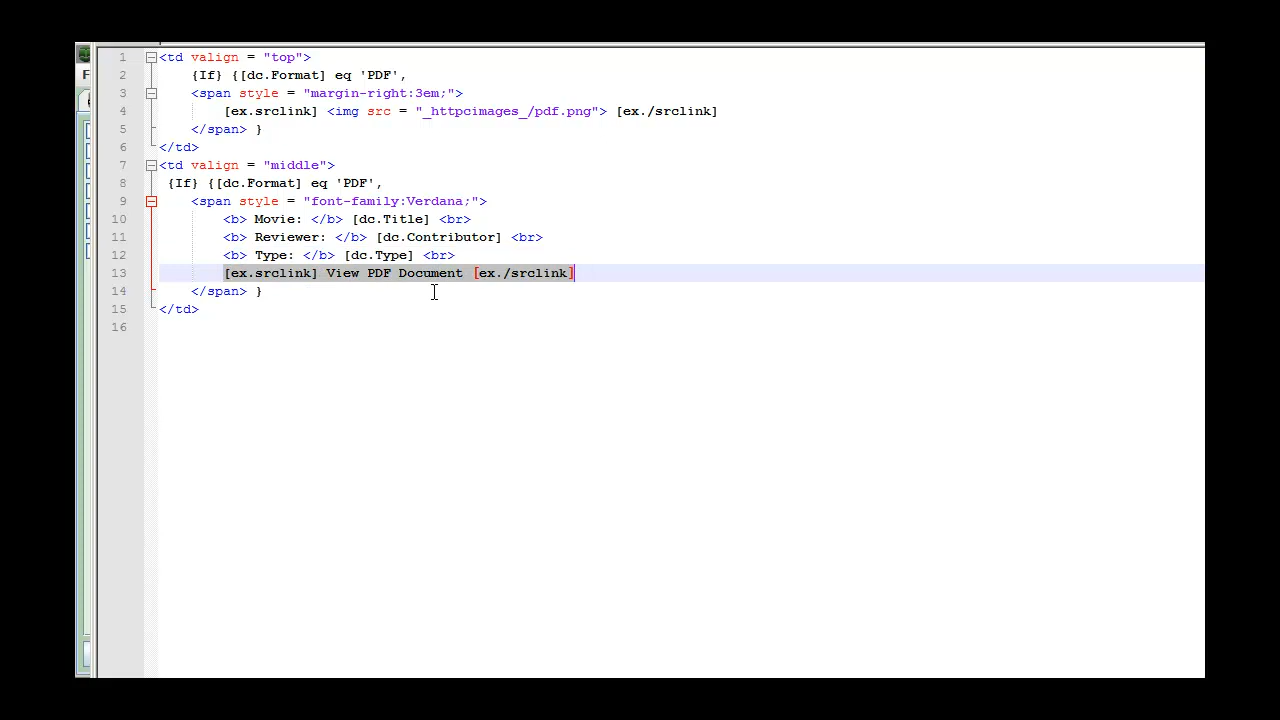 F
1 <td valign = "top">
2 {If} {[dc.Format] eq 'PDF',
3 <span style = "margin-right:3em;">
4 [ex.srclink] <img src = "_httpcimages_/pdf.png"> [ex./srclink]
5 </span> }
6 </td>
7 <td valign = "middle">
8 {If} {[dc.Format] eq 'PDF',
9 <span style = "font-family:Verdana;">
10 <b> Movie: </b> [dc.Title] <br>
11 <b> Reviewer: </b> [dc.Contributor] <br>
12 <b> Type: </b> [dc.Type] <br>
13 [ex.srclink] View PDF Document [ex./srclink]
14 </span> }
15 </td>
16